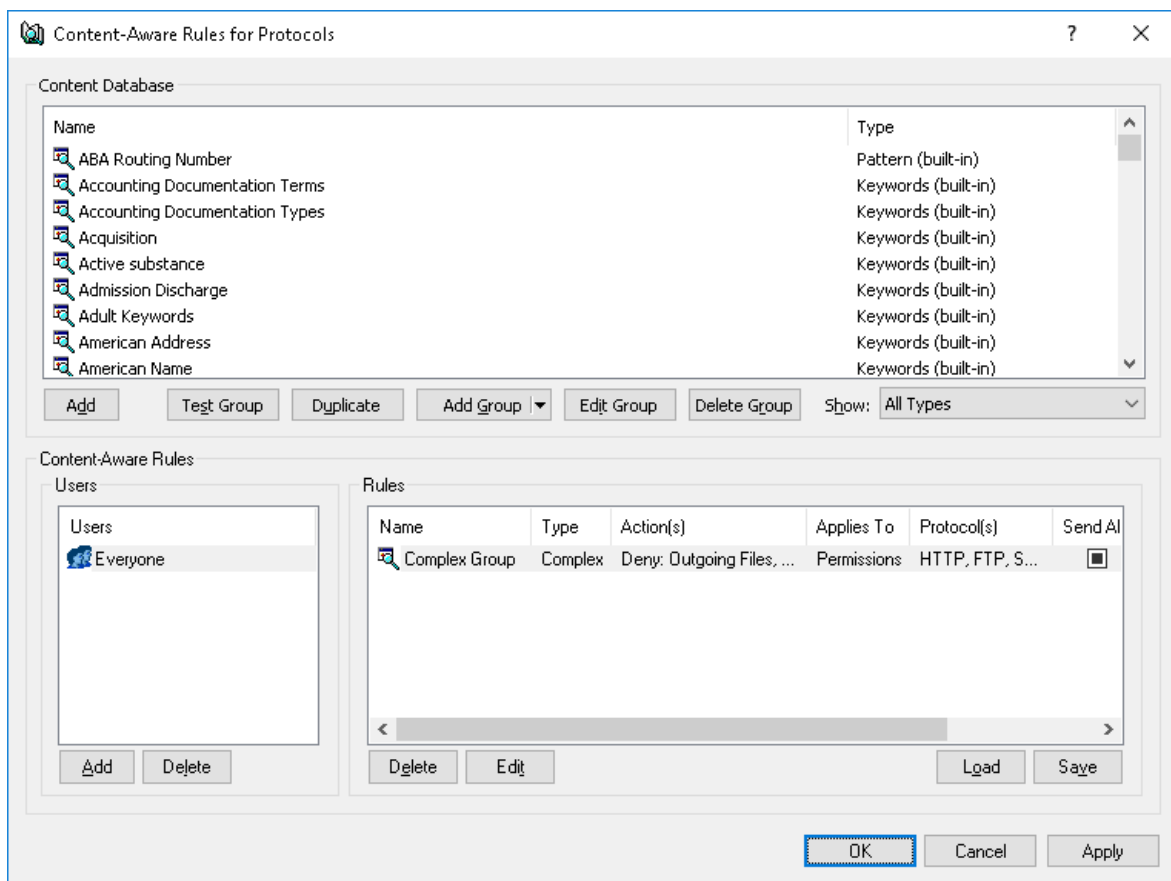 Content-Aware Rules for Protocols ?
Content Database
Name Type
ABA Routing Number Pattern (built-in)
Accounting Documentation Terms Keywords (built-in)
Accounting Documentation Types Keywords (built-in)
Acquisition Keywords (built-in)
Active substance Keywords (built-in)
Admission Discharge Keywords (built-in)
Adult Keywords Keywords (built-in)
American Address Keywords (built-in)
American Name Keywords (built-in)
Add Test Group Duplicate Add Group Edit Group Delete Group Show: All Types
Content-Aware Rules
Users
Users
Everyone
Add Delete
Rules
Name Type Action(s) Applies To Protocol(s) Send Al
Complex Group Complex Deny: Outgoing Files, ... Permissions HTTP, FTP, S...
Delete Edit Load Save
OK Cancel Apply